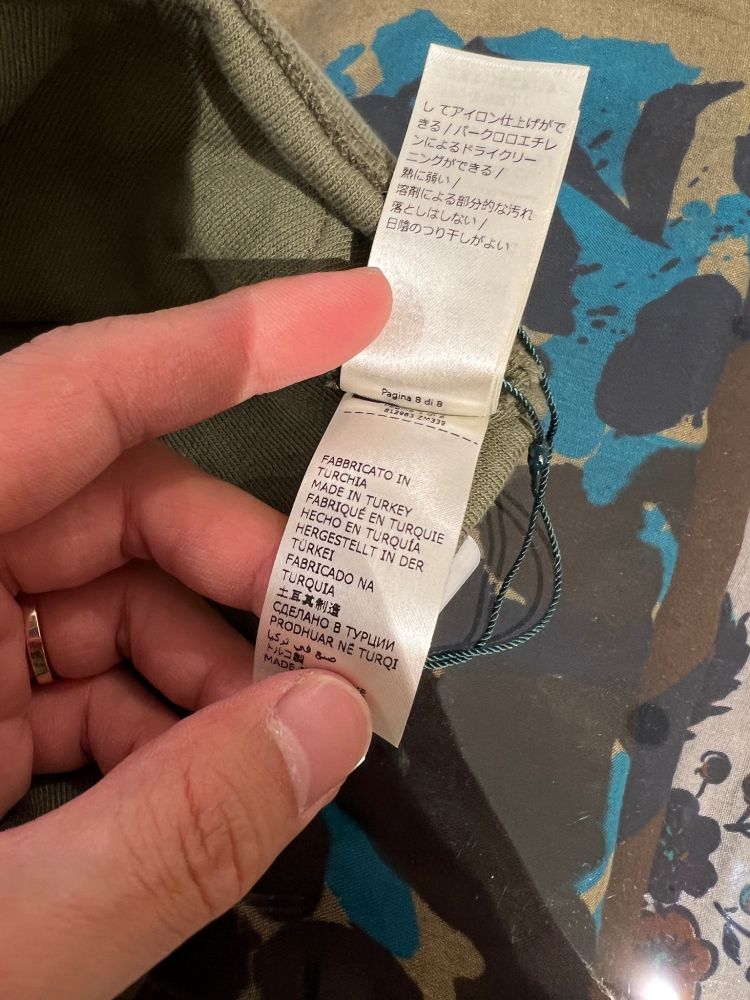 してアイロン仕上げがで
きる / パークロロエチレ
ンによるドライクリー
ニングができる /
熱に弱い /
溶剤による部分的な汚れ
落としはしない /
日陰のつり干しがよい
Pagina 8 di 8
FABBRICATO IN
TURCHIA
MADE IN TURKEY
FABRIQUÉ EN TURQUIE
HECHO EN TURQUÍA
HERGESTELLT IN DER
TÜRKEI
FABRICADO NA
TURQUIA
土耳其制造
СДЕЛАНО В ТУРЦИИ
PRODHUAR NË TURQI
صنع في تركيا
トルコ製
MADE